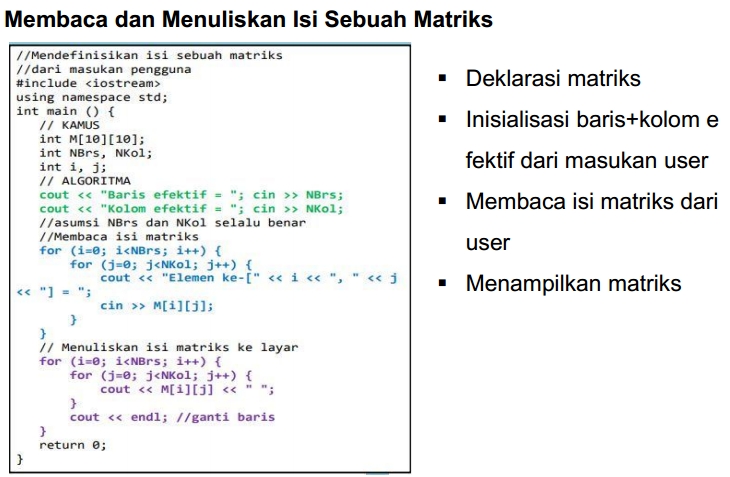 Membaca dan Menuliskan Isi Sebuah Matriks
//Mendefinisikan isi sebuah matriks
//dari masukan pengguna
#include <iostream>
using namespace std;
int main () {
// KAMUS
int M[10][10];
int NBrs, NKol;
int i, j;
// ALGORITMA
cout << "Baris efektif = "; cin >> NBrs;
cout << "Kolom efektif = "; cin >> NKol;
//asumsi NBrs dan NKol selalu benar
//Membaca isi matriks
for (i=0; i<NBrs; i++) {
for (j=0; j<NKol; j++) {
cout << "Elemen ke-[" << i << ", " << j
<< "] = ";
cin >> M[i][j];
}
}
// Menuliskan isi matriks ke layar
for (i=0; i<NBrs; i++) {
for (j=0; j<NKol; j++) {
cout << M[i][j] << " ";
}
cout << endl; //ganti baris
}
return 0;
}
▪ Deklarasi matriks
▪ Inisialisasi baris+kolom e
fektif dari masukan user
▪ Membaca isi matriks dari
user
▪ Menampilkan matriks